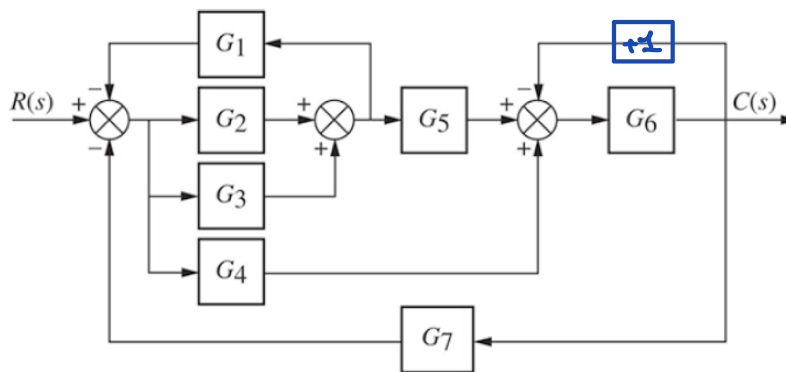 G1
+1
R(s) + − − G2 + + G5 + − + G6 C(s)
G3
G4
G7